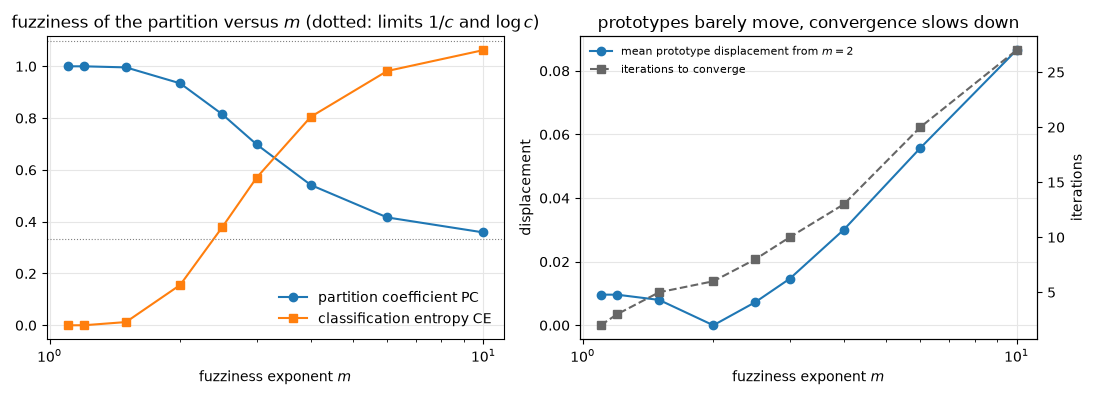 fuzziness of the partition versus m (dotted: limits 1/c and log c)
1.0
0.8
0.6
0.4
0.2
0.0
partition coefficient PC
classification entropy CE
10⁰
10¹
fuzziness exponent m
prototypes barely move, convergence slows down
mean prototype displacement from m = 2
iterations to converge
displacement
0.08
0.06
0.04
0.02
0.00
25
20
15
10
5
iterations
10⁰
10¹
fuzziness exponent m